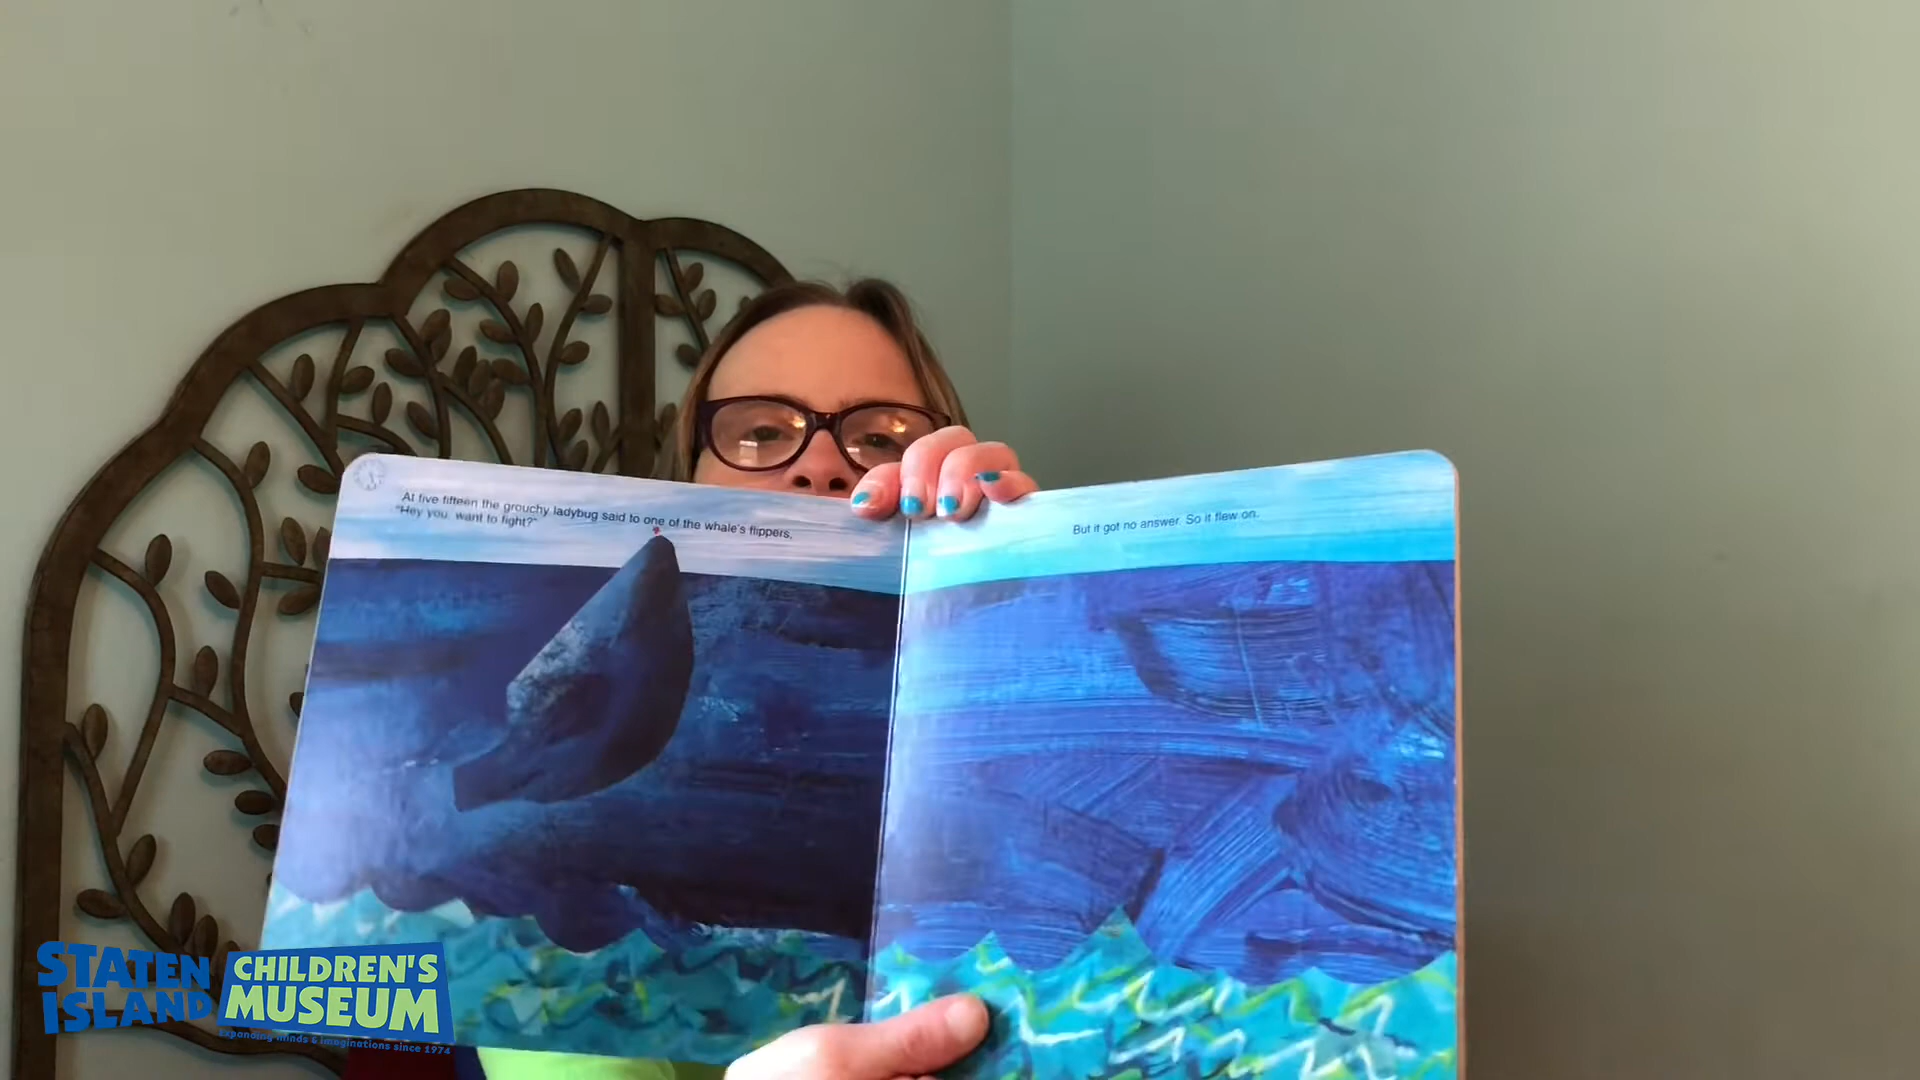 At five fifteen the grouchy ladybug said to one of the whale's flippers,
"Hey you, want to fight?"
But it got no answer. So it flew on.
STATEN
ISLAND
CHILDREN'S
MUSEUM
Expanding minds & imaginations since 1974